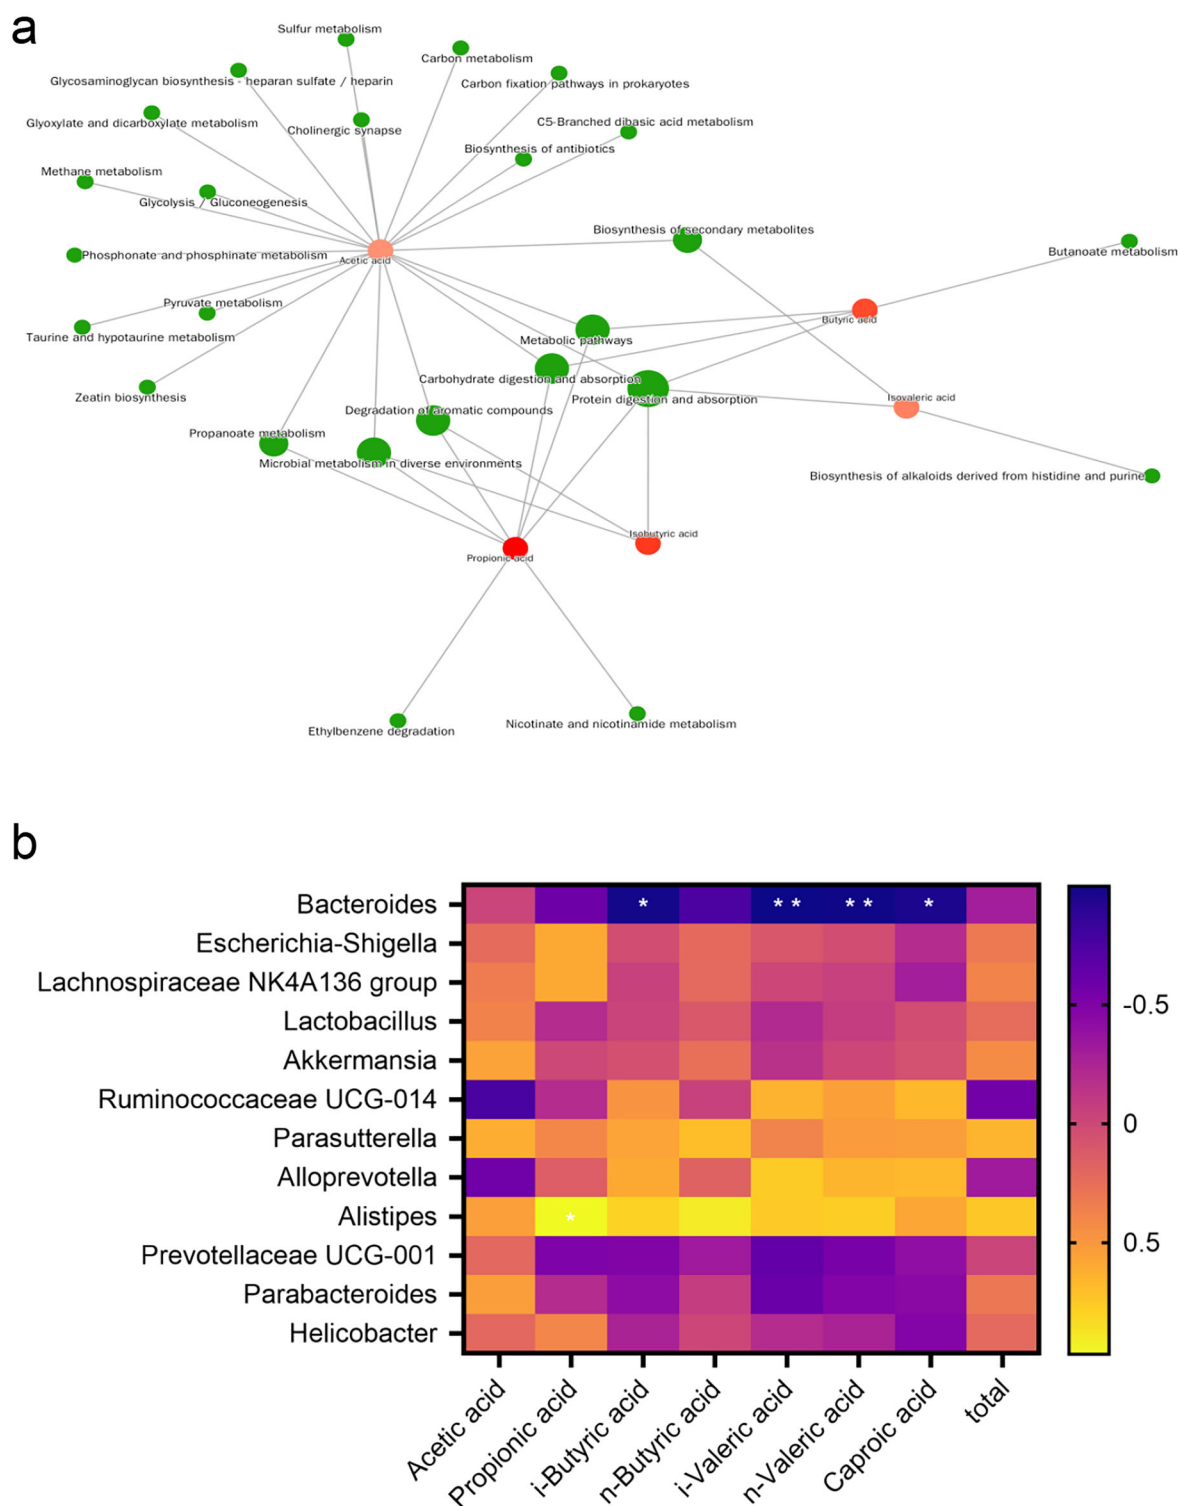 a
Sulfur metabolism
Carbon metabolism
Glycosaminoglycan biosynthesis - heparan sulfate / heparin
Carbon fixation pathways in prokaryotes
Glyoxylate and dicarboxylate metabolism
Cholinergic synapse
C5-Branched dibasic acid metabolism
Biosynthesis of antibiotics
Methane metabolism
Glycolysis / Gluconeogenesis
Biosynthesis of secondary metabolites
Butanoate metabolism
Phosphonate and phosphinate metabolism
Acetic acid
Pyruvate metabolism
Butyric acid
Taurine and hypotaurine metabolism
Metabolic pathways
Carbohydrate digestion and absorption
Zeatin biosynthesis
Protein digestion and absorption
Isovaleric acid
Degradation of aromatic compounds
Propanoate metabolism
Microbial metabolism in diverse environments
Biosynthesis of alkaloids derived from histidine and purine
Isobutyric acid
Propionic acid
Ethylbenzene degradation
Nicotinate and nicotinamide metabolism
b
Bacteroides
* ** ** *
Escherichia-Shigella
Lachnospiraceae NK4A136 group
Lactobacillus
Akkermansia
Ruminococcaceae UCG-014
Parasutterella
Alloprevotella
Alistipes
*
Prevotellaceae UCG-001
Parabacteroides
Helicobacter
-0.5
0
0.5
Acetic acid
Propionic acid
i-Butyric acid
n-Butyric acid
i-Valeric acid
n-Valeric acid
Caproic acid
total